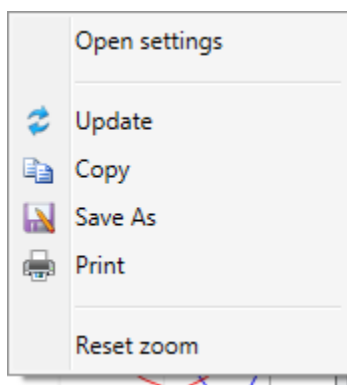 Open settings
Update
Copy
Save As
Print
Reset zoom